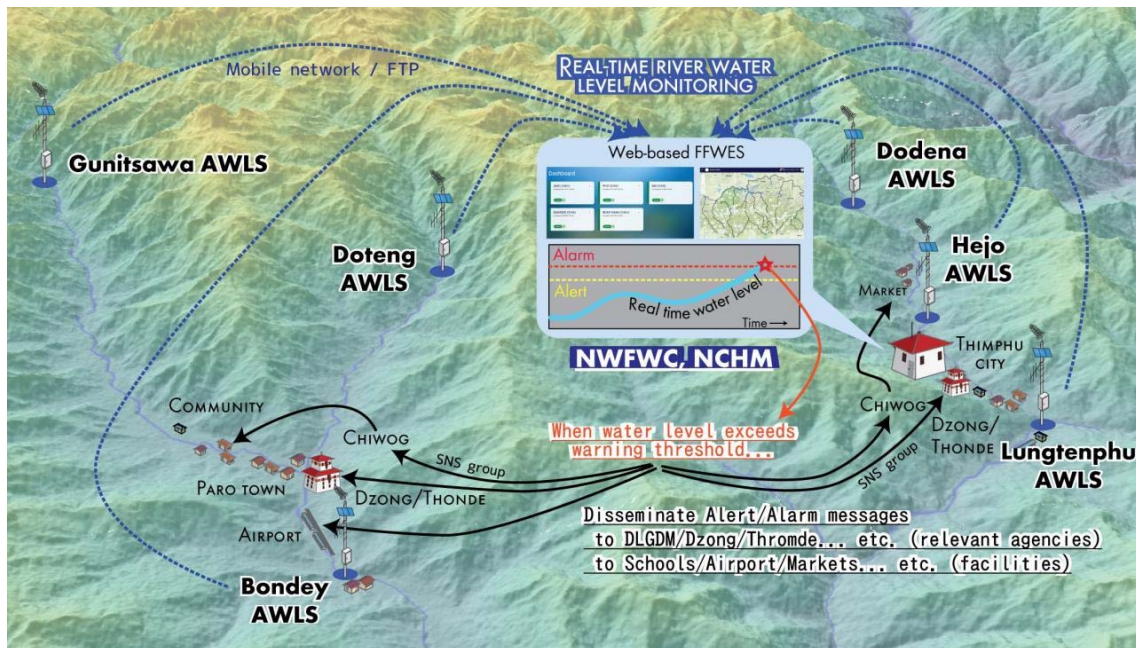 Mobile network / FTP
REAL-TIME RIVER WATER
LEVEL MONITORING
Gunitsawa AWLS
Doteng
AWLS
Dodena
AWLS
Hejo
AWLS
Web-based FFWES
Dashboard
Alarm
Alert
Real time water level
Time
NWFWC, NCHM
MARKET
THIMPHU
CITY
CHIWOG
DZONG/
THONDE
Lungtenphu
AWLS
SNS group
When water level exceeds
warning threshold...
COMMUNITY
CHIWOG
SNS group
PARO TOWN
DZONG/THONDE
AIRPORT
Bondey
AWLS
Disseminate Alert/Alarm messages
to DLGDM/Dzong/Thromde... etc. (relevant agencies)
to Schools/Airport/Markets... etc. (facilities)